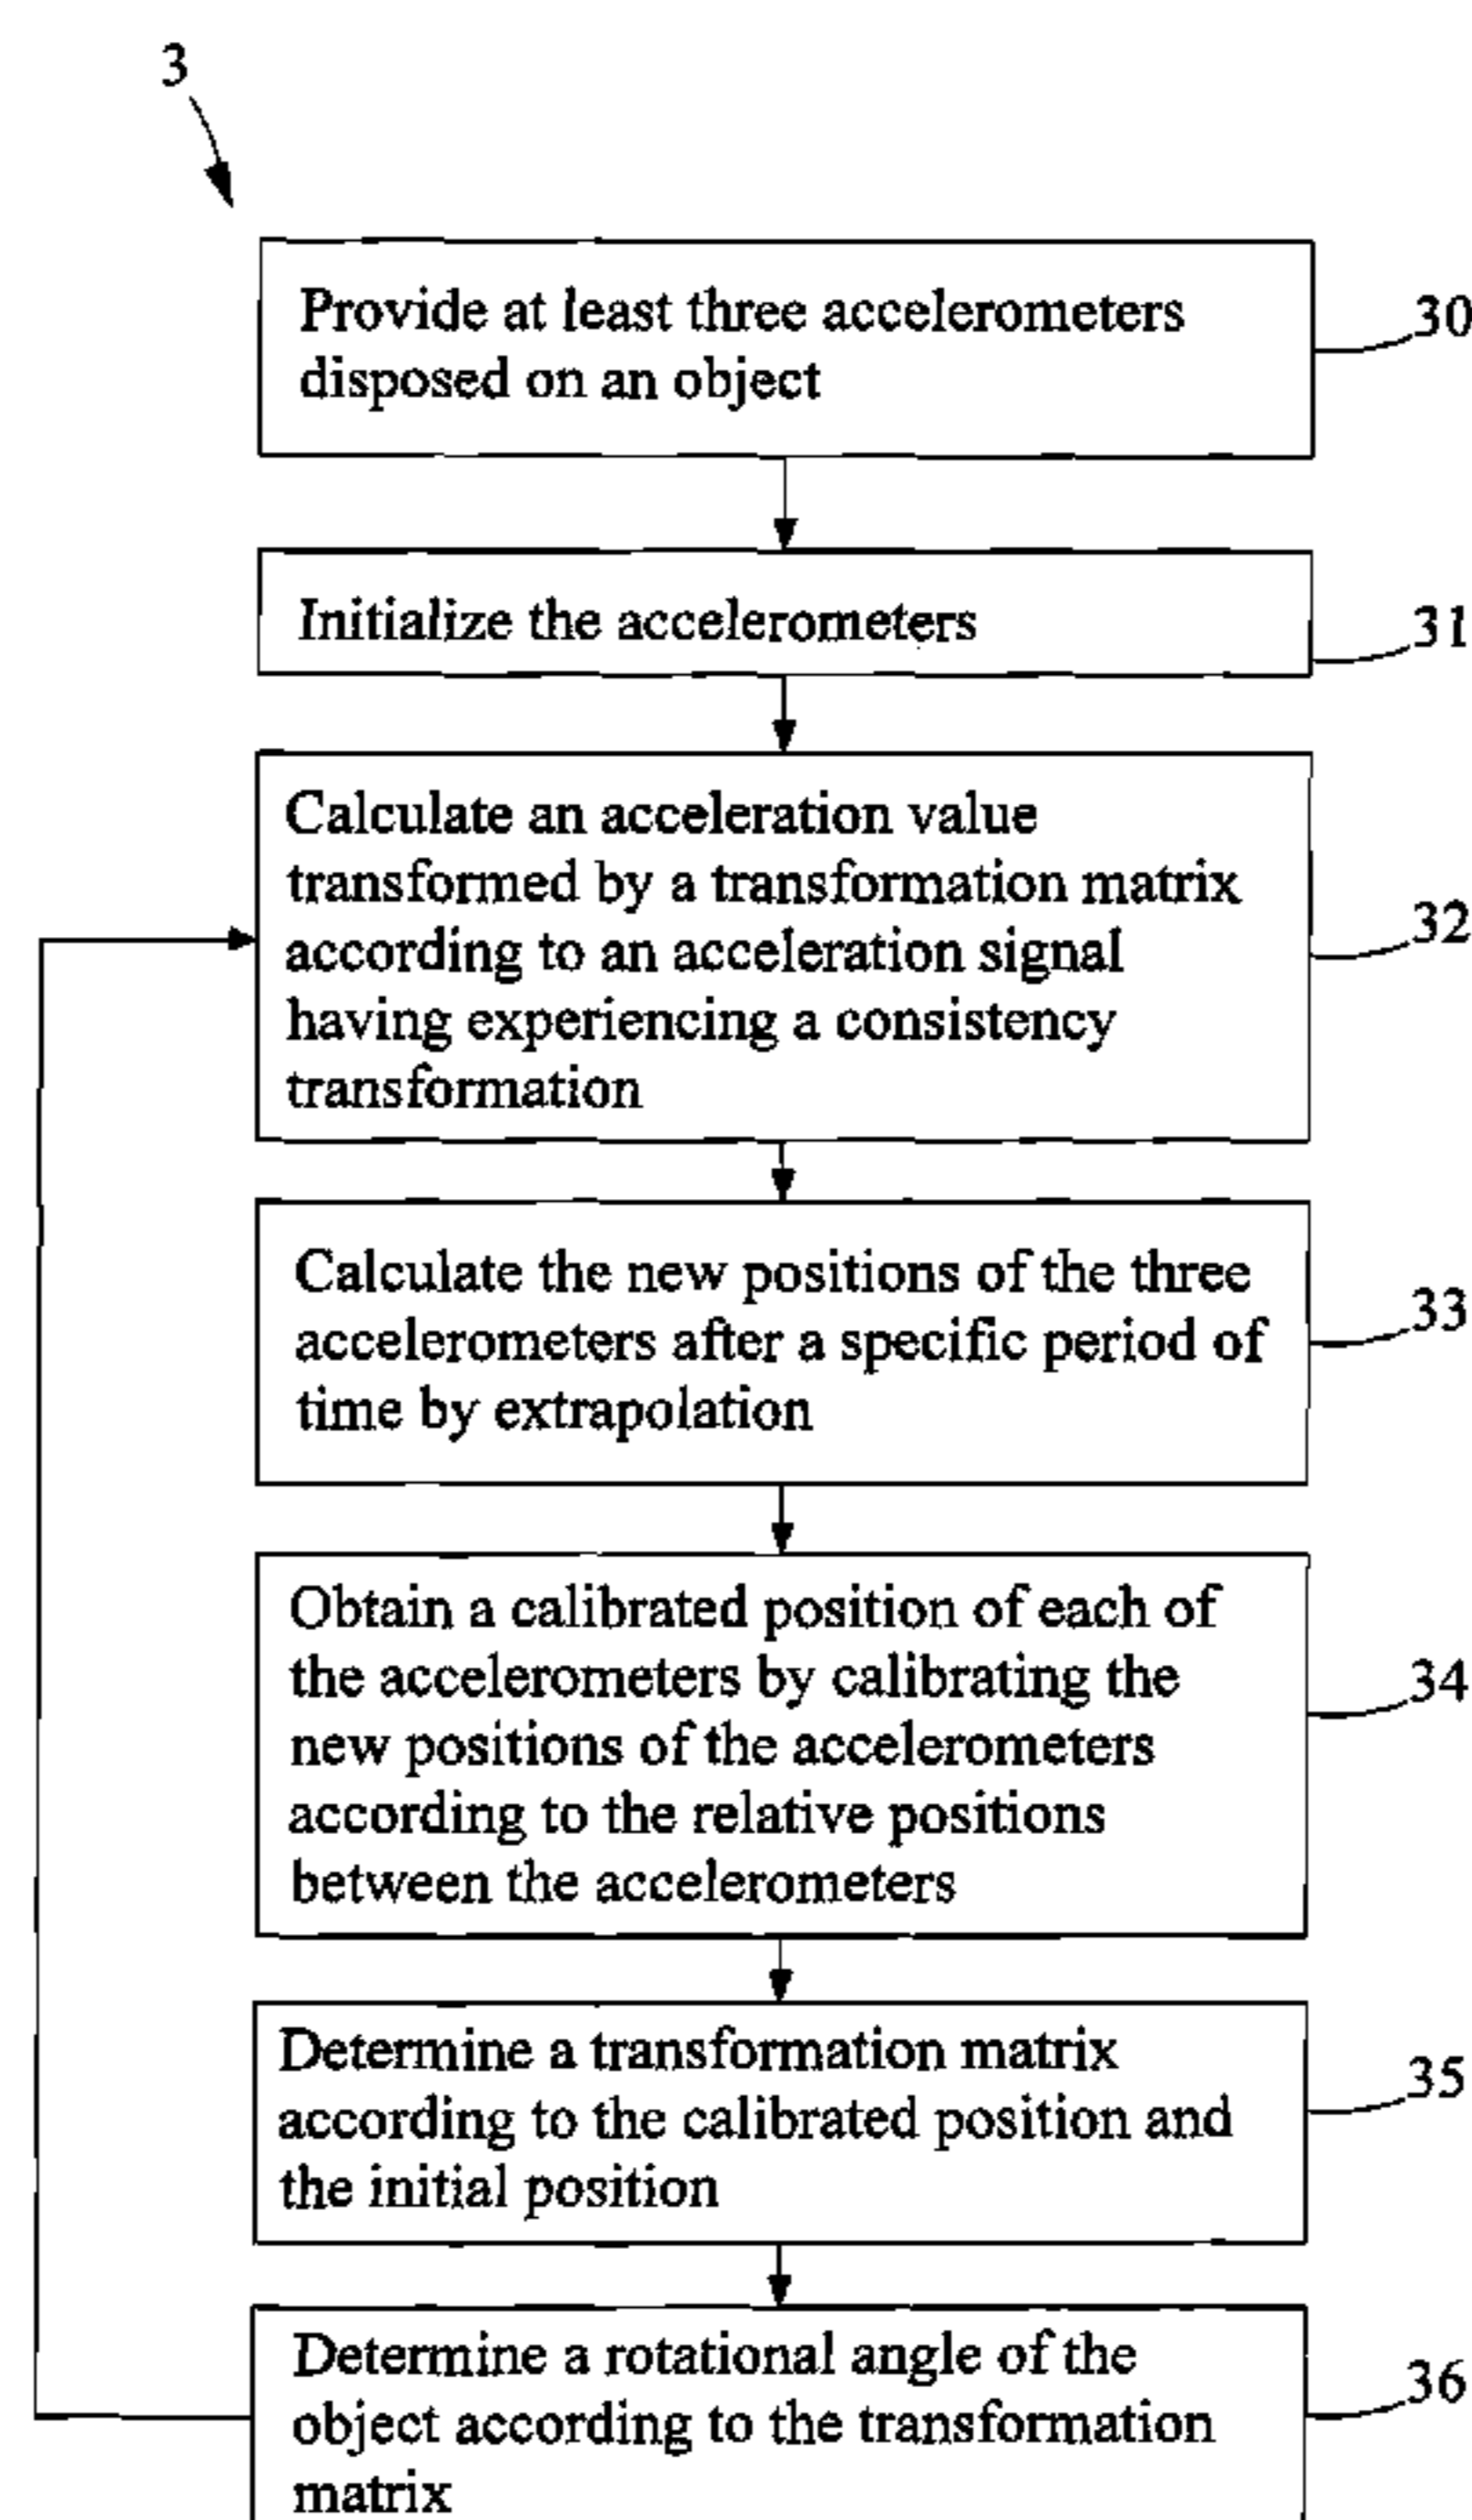 3
Provide at least three accelerometers
disposed on an object
30
Initialize the accelerometers
31
Calculate an acceleration value
transformed by a transformation matrix
according to an acceleration signal
having experiencing a consistency
transformation
32
Calculate the new positions of the three
accelerometers after a specific period of
time by extrapolation
33
Obtain a calibrated position of each of
the accelerometers by calibrating the
new positions of the accelerometers
according to the relative positions
between the accelerometers
34
Determine a transformation matrix
according to the calibrated position and
the initial position
35
Determine a rotational angle of the
object according to the transformation
matrix
36